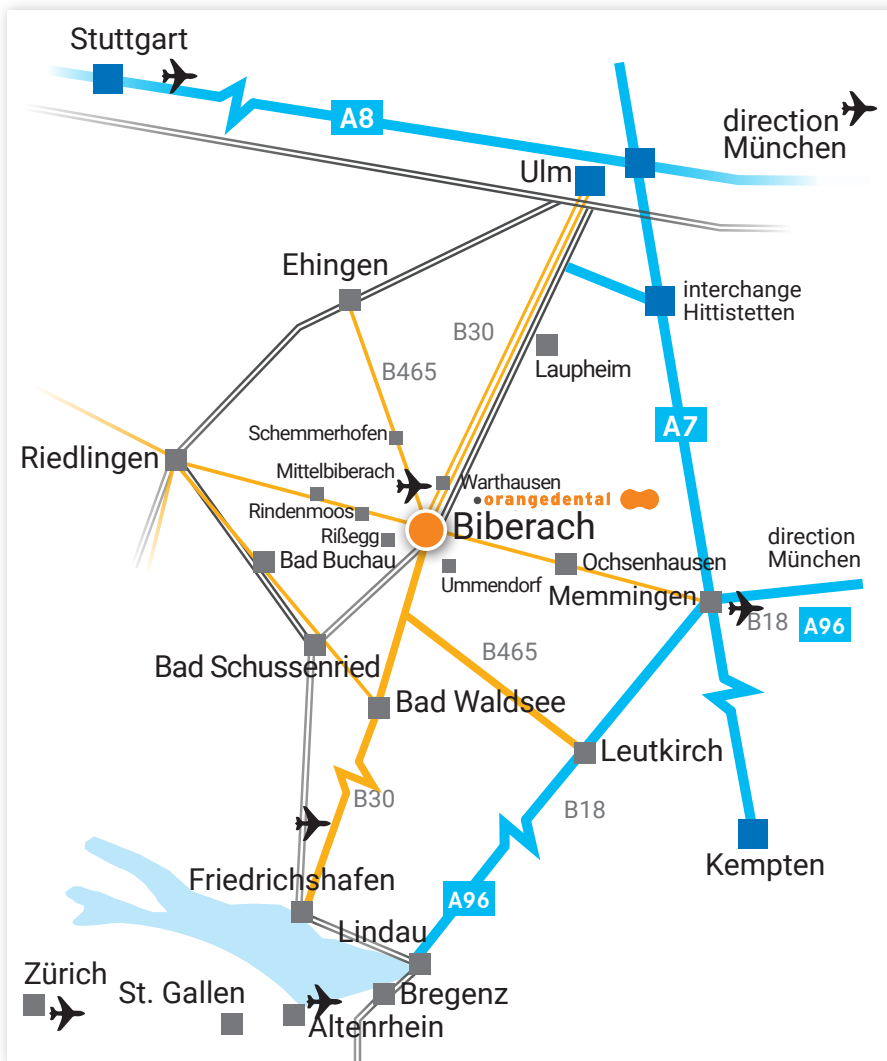 Stuttgart
A8
direction
München
Ulm
Ehingen
interchange
Hittistetten
B30
Laupheim
B465
A7
Schemmerhofen
Riedlingen
Mittelbiberach
Warthausen
orangedental
Rindenmoos
Biberach
Rißegg
direction
München
Bad Buchau
Ochsenhausen
Ummendorf
Memmingen
B18
A96
Bad Schussenried
B465
Bad Waldsee
Leutkirch
B30
B18
Kempten
Friedrichshafen
A96
Lindau
Zürich
St. Gallen
Bregenz
Altenrhein